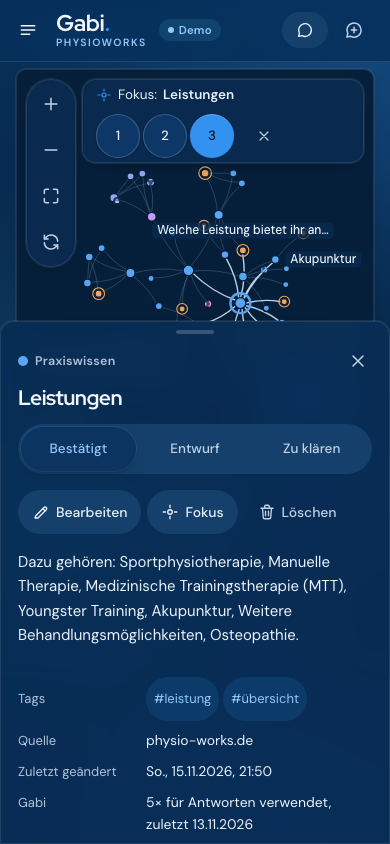 Gabi.
PHYSIOWORKS
Demo
Fokus: Leistungen
1 2 3
Welche Leistung bietet ihr an...
Akupunktur
Praxiswissen
Leistungen
Bestätigt Entwurf Zu klären
Bearbeiten Fokus Löschen
Dazu gehören: Sportphysiotherapie, Manuelle
Therapie, Medizinische Trainingstherapie (MTT),
Youngster Training, Akupunktur, Weitere
Behandlungsmöglichkeiten, Osteopathie.
Tags #leistung #übersicht
Quelle physio-works.de
Zuletzt geändert So., 15.11.2026, 21:50
Gabi 5× für Antworten verwendet,
zuletzt 13.11.2026